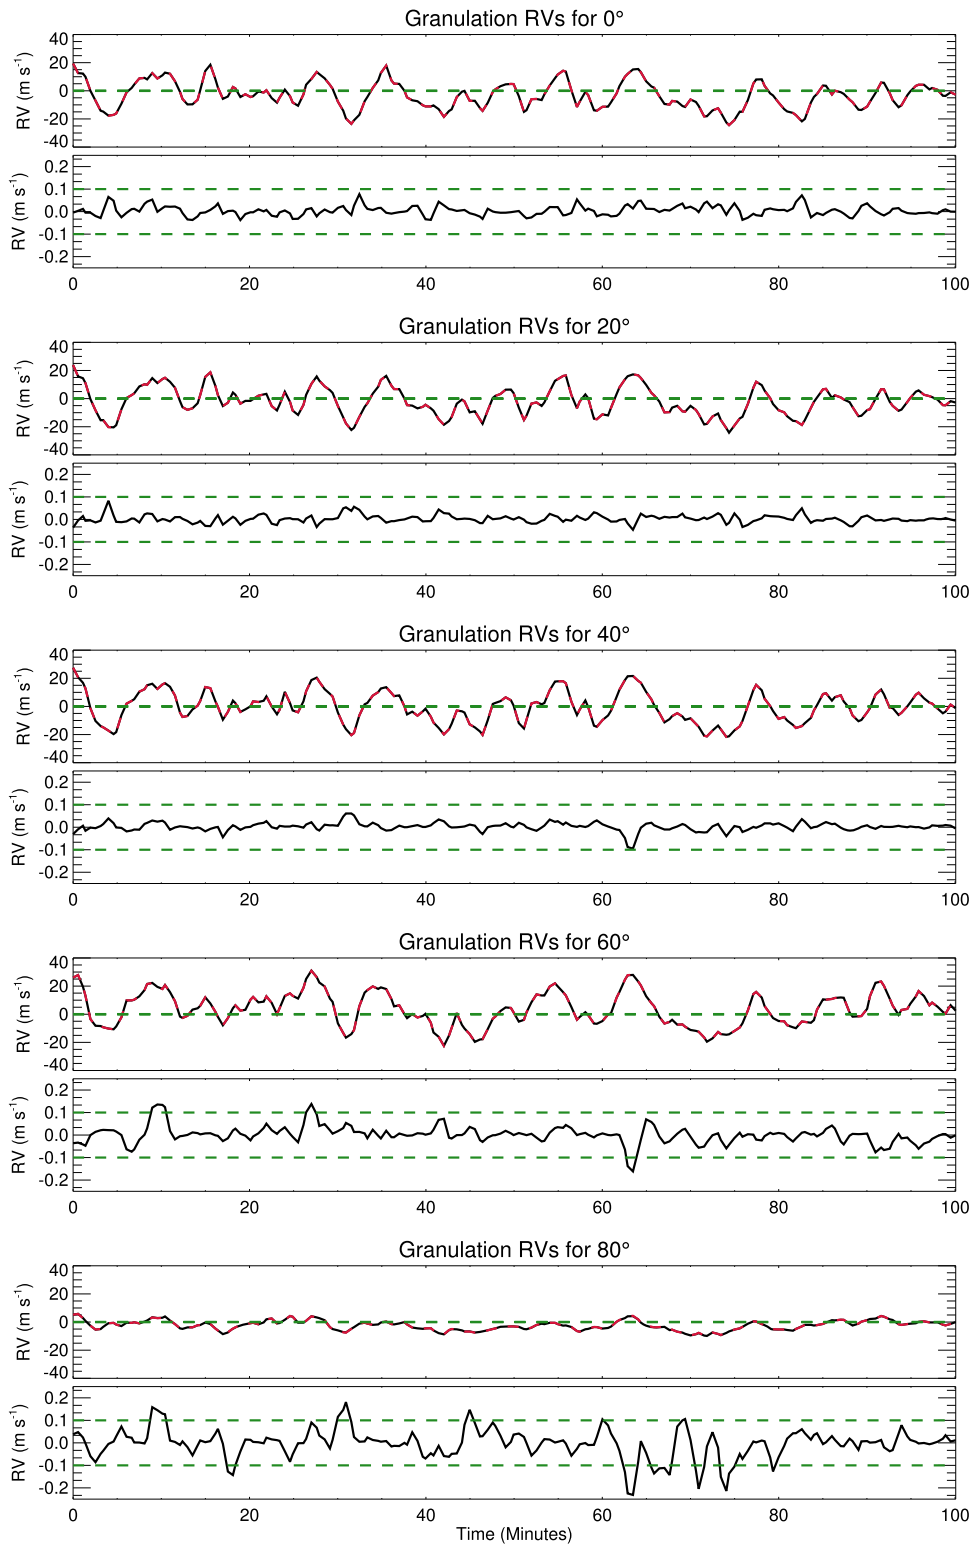 Granulation RVs for 0°
40
20
0
-20
-40
RV (m s-1)
0.2
0.1
0.0
-0.1
-0.2
RV (m s-1)
0 20 40 60 80 100
Granulation RVs for 20°
40
20
0
-20
-40
RV (m s-1)
0.2
0.1
0.0
-0.1
-0.2
RV (m s-1)
0 20 40 60 80 100
Granulation RVs for 40°
40
20
0
-20
-40
RV (m s-1)
0.2
0.1
0.0
-0.1
-0.2
RV (m s-1)
0 20 40 60 80 100
Granulation RVs for 60°
40
20
0
-20
-40
RV (m s-1)
0.2
0.1
0.0
-0.1
-0.2
RV (m s-1)
0 20 40 60 80 100
Granulation RVs for 80°
40
20
0
-20
-40
RV (m s-1)
0.2
0.1
0.0
-0.1
-0.2
RV (m s-1)
0 20 40 60 80 100
Time (Minutes)